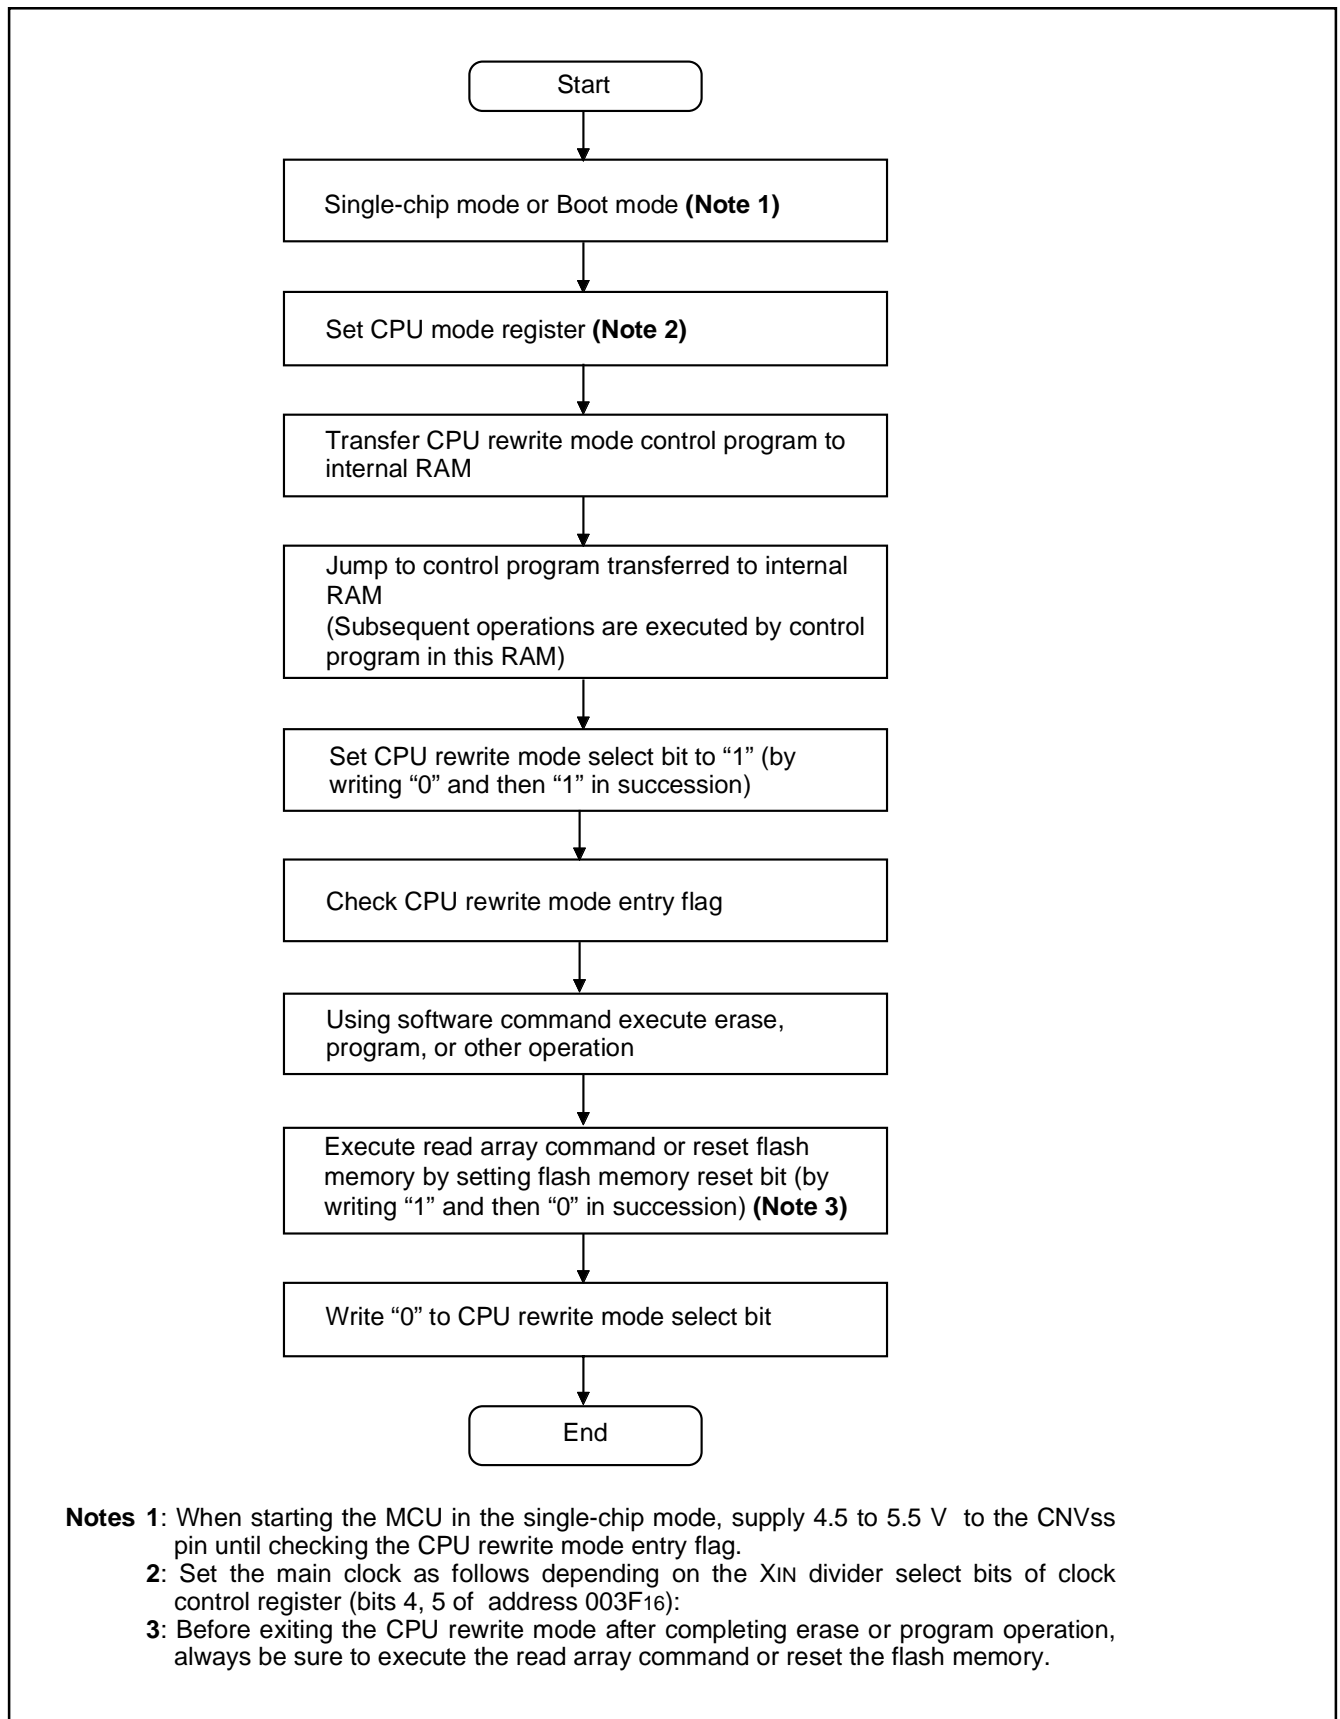 Start
Single-chip mode or Boot mode (Note 1)
Set CPU mode register (Note 2)
Transfer CPU rewrite mode control program to
internal RAM
Jump to control program transferred to internal
RAM
(Subsequent operations are executed by control
program in this RAM)
Set CPU rewrite mode select bit to “1” (by
writing “0” and then “1” in succession)
Check CPU rewrite mode entry flag
Using software command execute erase,
program, or other operation
Execute read array command or reset flash
memory by setting flash memory reset bit (by
writing “1” and then “0” in succession) (Note 3)
Write “0” to CPU rewrite mode select bit
End
Notes 1: When starting the MCU in the single-chip mode, supply 4.5 to 5.5 V to the CNVss
pin until checking the CPU rewrite mode entry flag.
2: Set the main clock as follows depending on the XIN divider select bits of clock
control register (bits 4, 5 of address 003F16):
3: Before exiting the CPU rewrite mode after completing erase or program operation,
always be sure to execute the read array command or reset the flash memory.